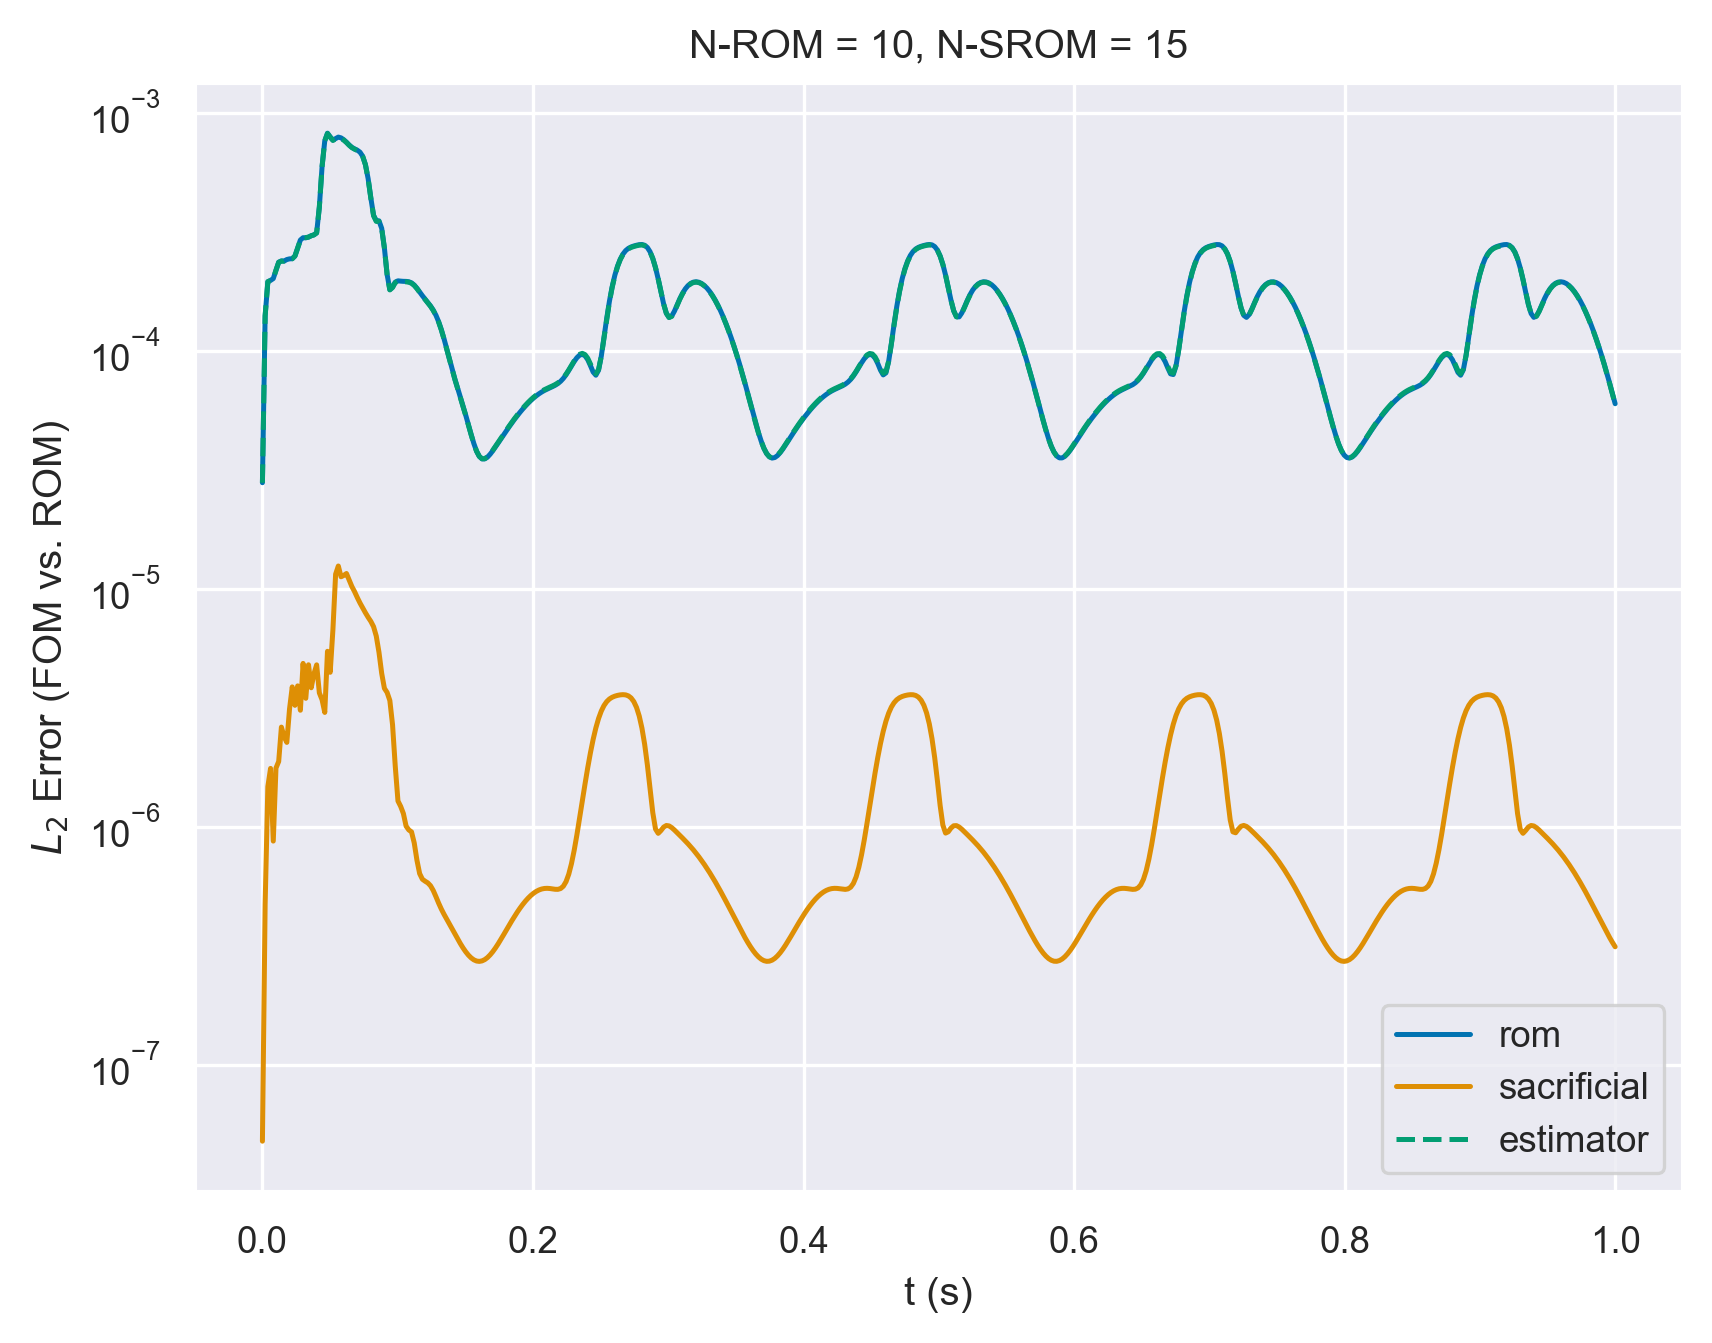 N-ROM = 10, N-SROM = 15
L₂ Error (FOM vs. ROM)
10⁻³
10⁻⁴
10⁻⁵
10⁻⁶
10⁻⁷
rom
sacrificial
estimator
0.0 0.2 0.4 0.6 0.8 1.0
t (s)